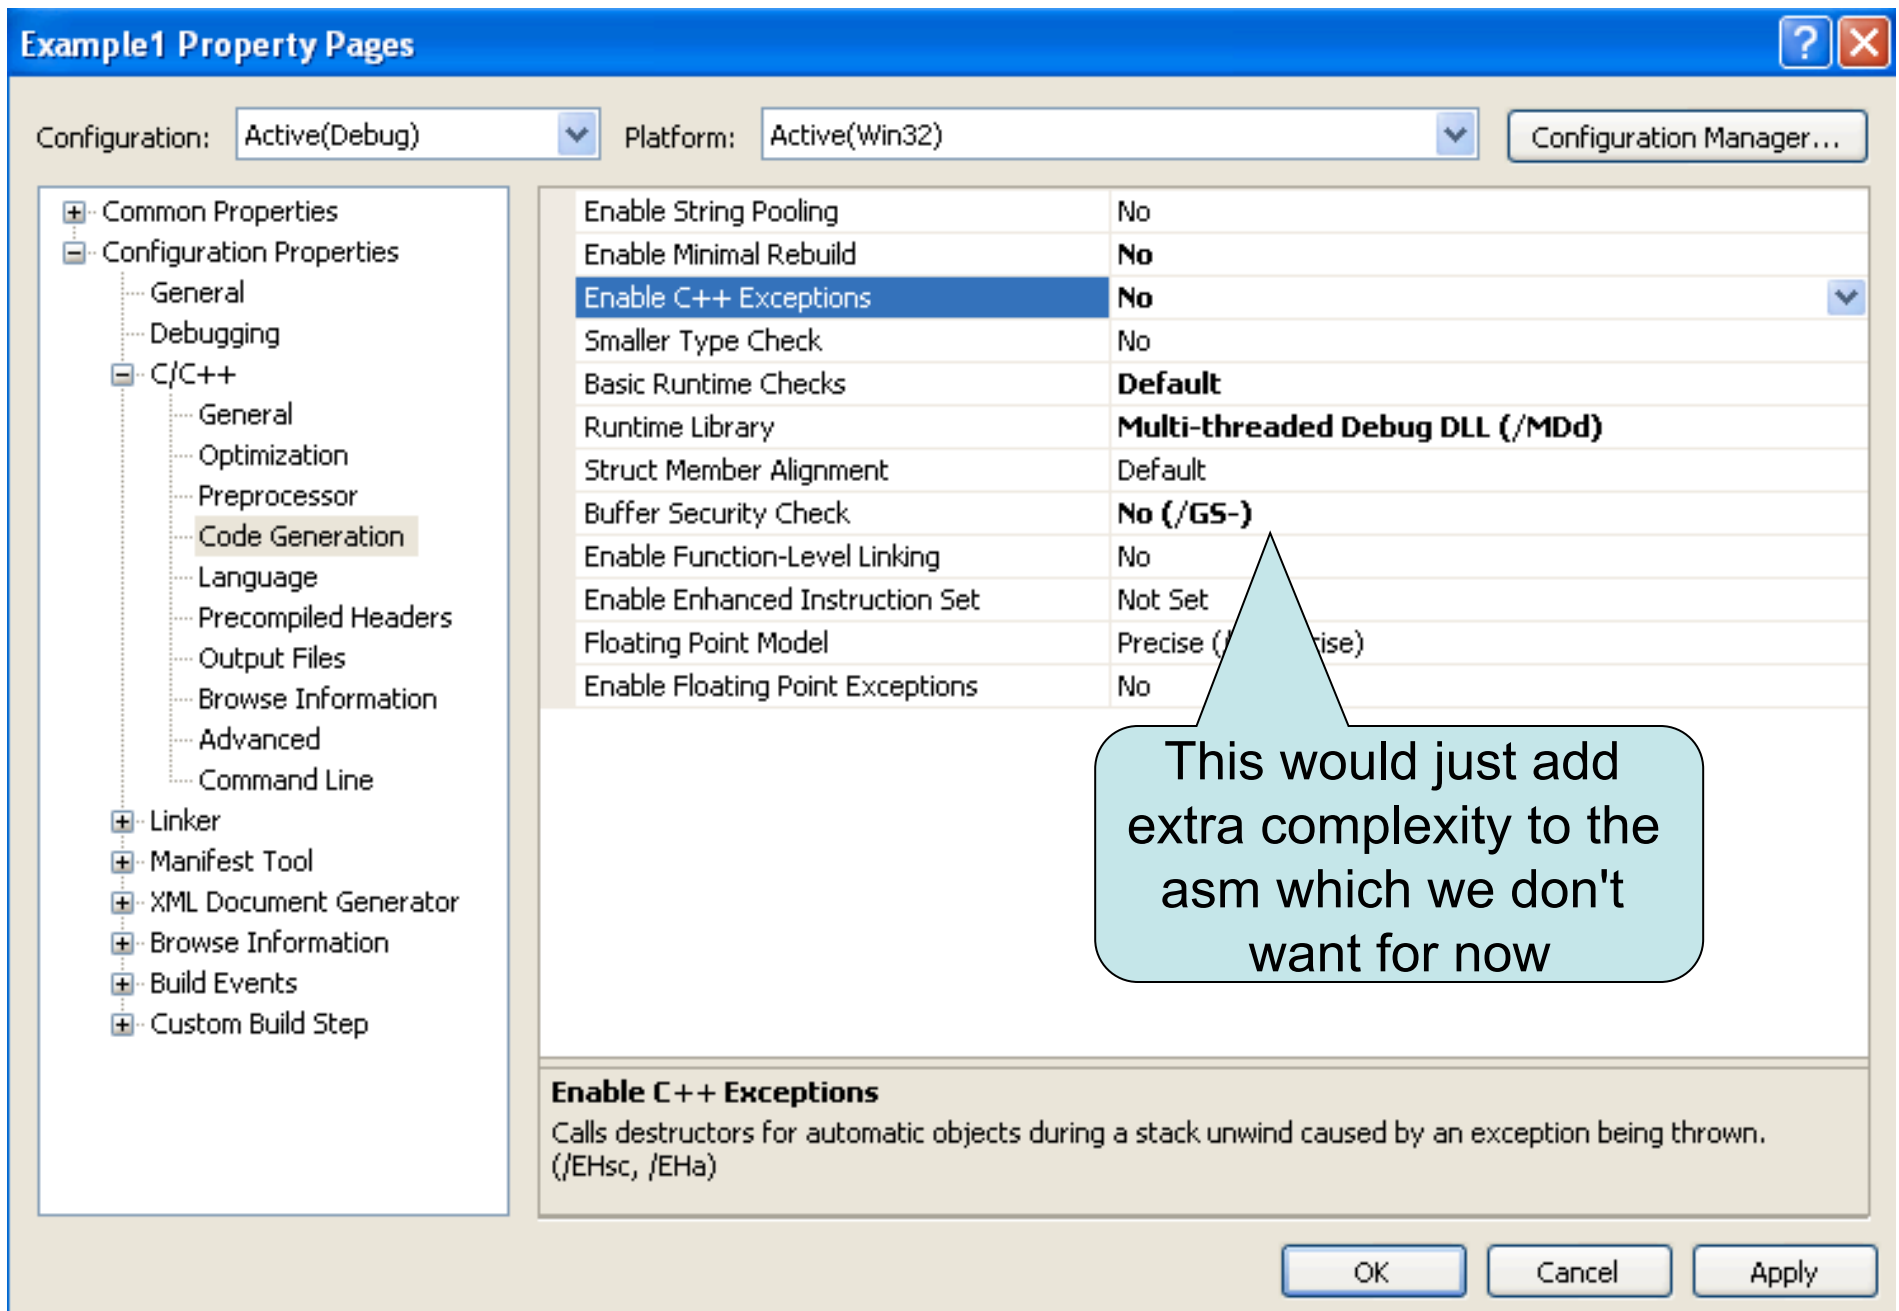 Example1 Property Pages
Configuration: Active(Debug) Platform: Active(Win32) Configuration Manager...
Common Properties
Configuration Properties
General
Debugging
C/C++
General
Optimization
Preprocessor
Code Generation
Language
Precompiled Headers
Output Files
Browse Information
Advanced
Command Line
Linker
Manifest Tool
XML Document Generator
Browse Information
Build Events
Custom Build Step
Enable String Pooling No
Enable Minimal Rebuild No
Enable C++ Exceptions No
Smaller Type Check No
Basic Runtime Checks Default
Runtime Library Multi-threaded Debug DLL (/MDd)
Struct Member Alignment Default
Buffer Security Check No (/GS-)
Enable Function-Level Linking No
Enable Enhanced Instruction Set Not Set
Floating Point Model Precise
Enable Floating Point Exceptions No
This would just add
extra complexity to the
asm which we don't
want for now
Enable C++ Exceptions
Calls destructors for automatic objects during a stack unwind caused by an exception being thrown.
(/EHsc, /EHa)
OK Cancel Apply